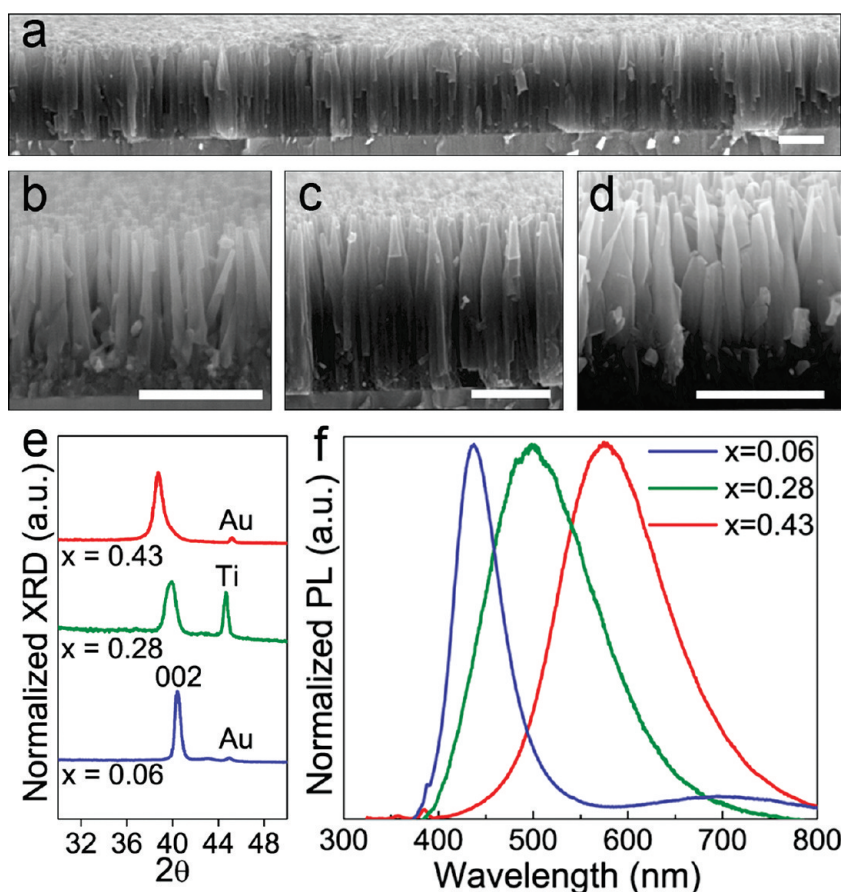 a
b
c
d
e
f
Normalized XRD (a.u.)
Au
x = 0.43
Ti
x = 0.28
002
Au
x = 0.06
32 36 40 44 48
2θ
Normalized PL (a.u.)
x=0.06
x=0.28
x=0.43
300 400 500 600 700 800
Wavelength (nm)